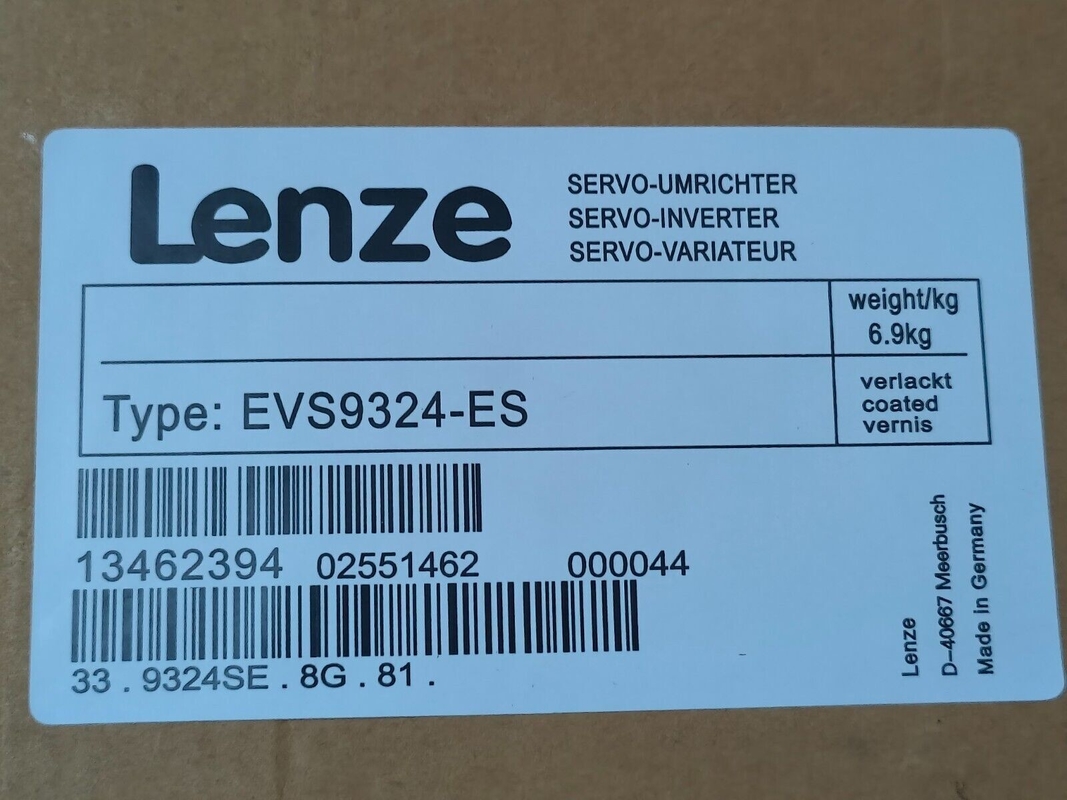 Lenze
SERVO-UMRICHTER
SERVO-INVERTER
SERVO-VARIATEUR
weight/kg
6.9kg
Type: EVS9324-ES
verlackt
coated
vernis
13462394 02551462 000044
33 . 9324SE . 8G . 81 .
Lenze
D-40667 Meerbusch
Made in Germany